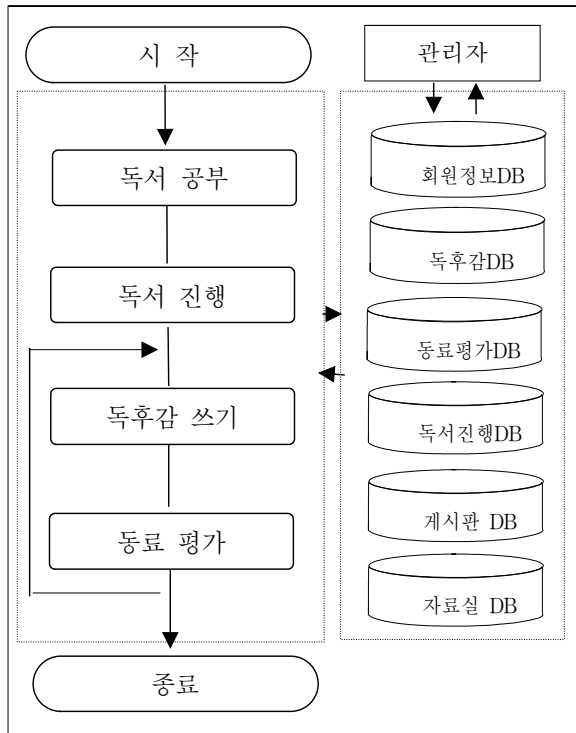 시 작
관리자
독서 공부
독서 진행
독후감 쓰기
동료 평가
종료
회원정보DB
독후감DB
동료평가DB
독서진행DB
게시판 DB
자료실 DB